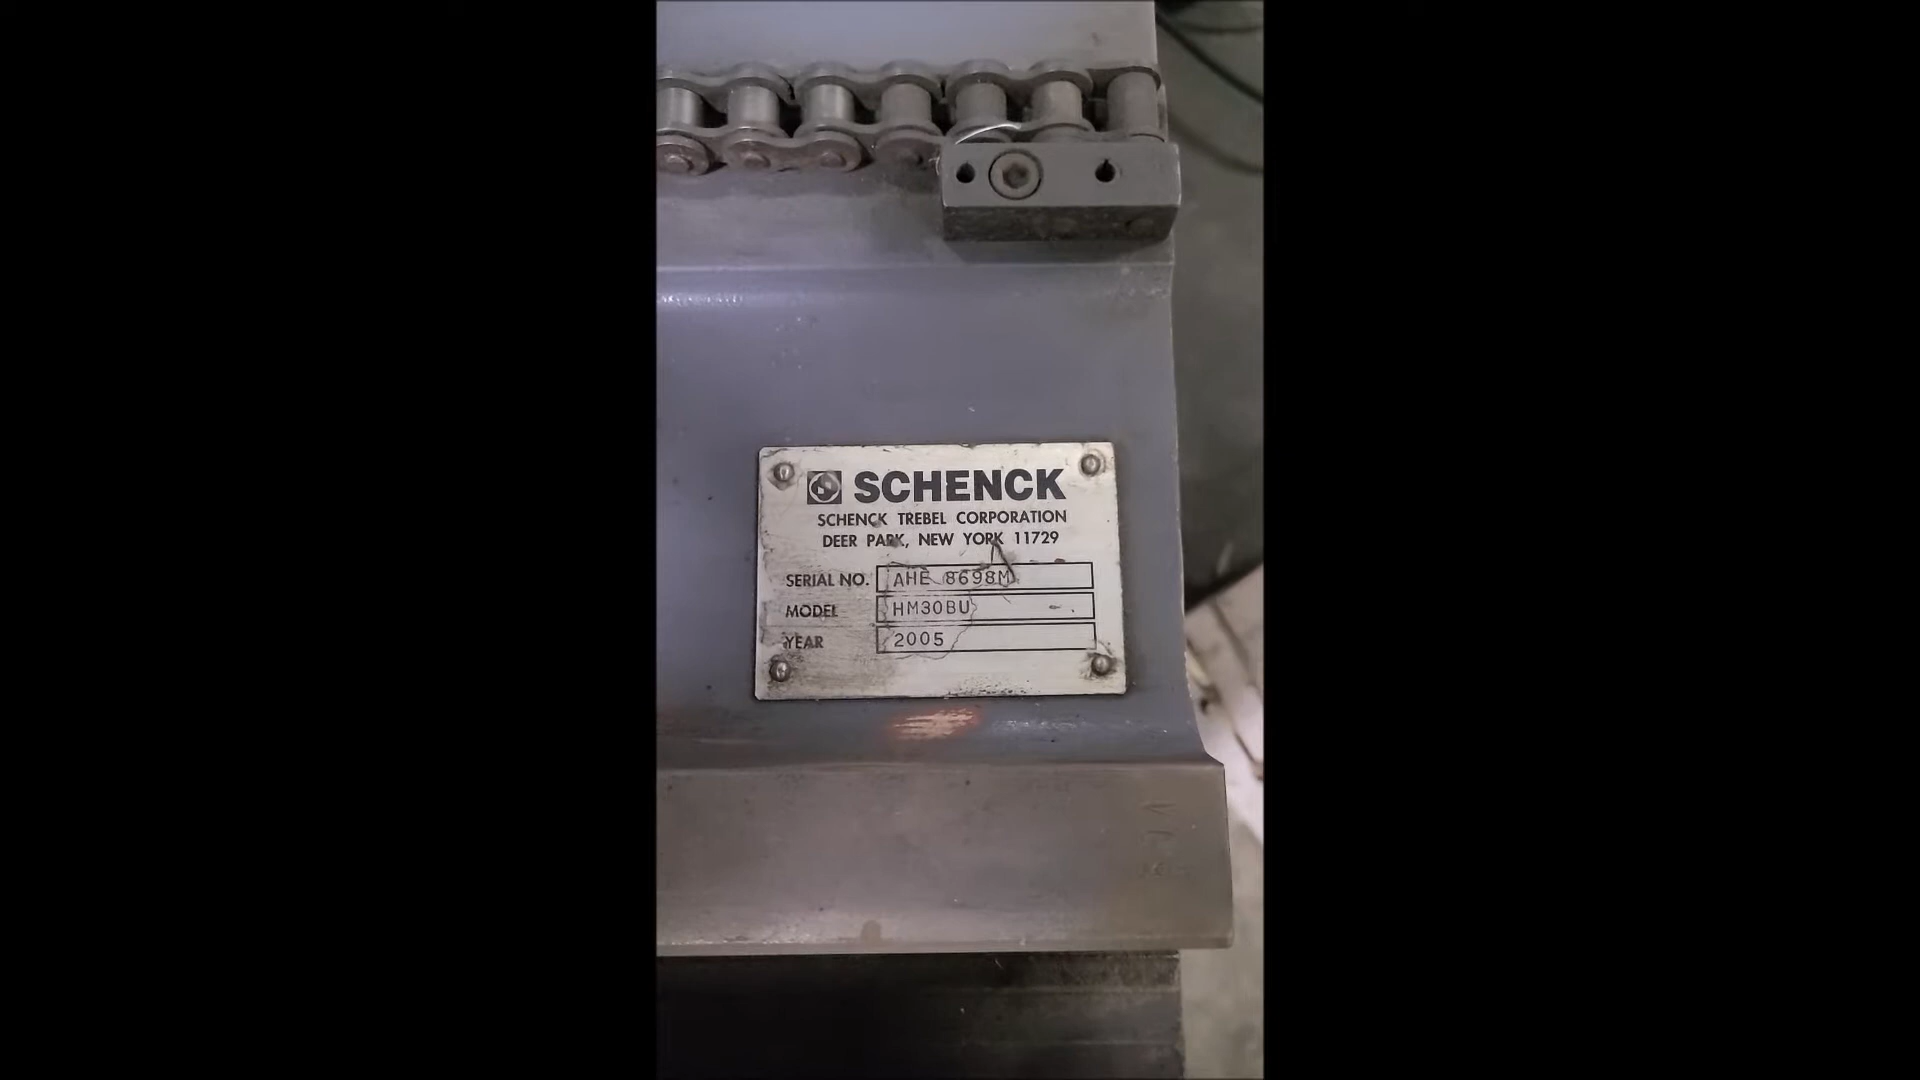 SCHENCK
SCHENCK TREBEL CORPORATION
DEER PARK, NEW YORK 11729
SERIAL NO. AHE 8698M
MODEL HM30BU
YEAR 2005